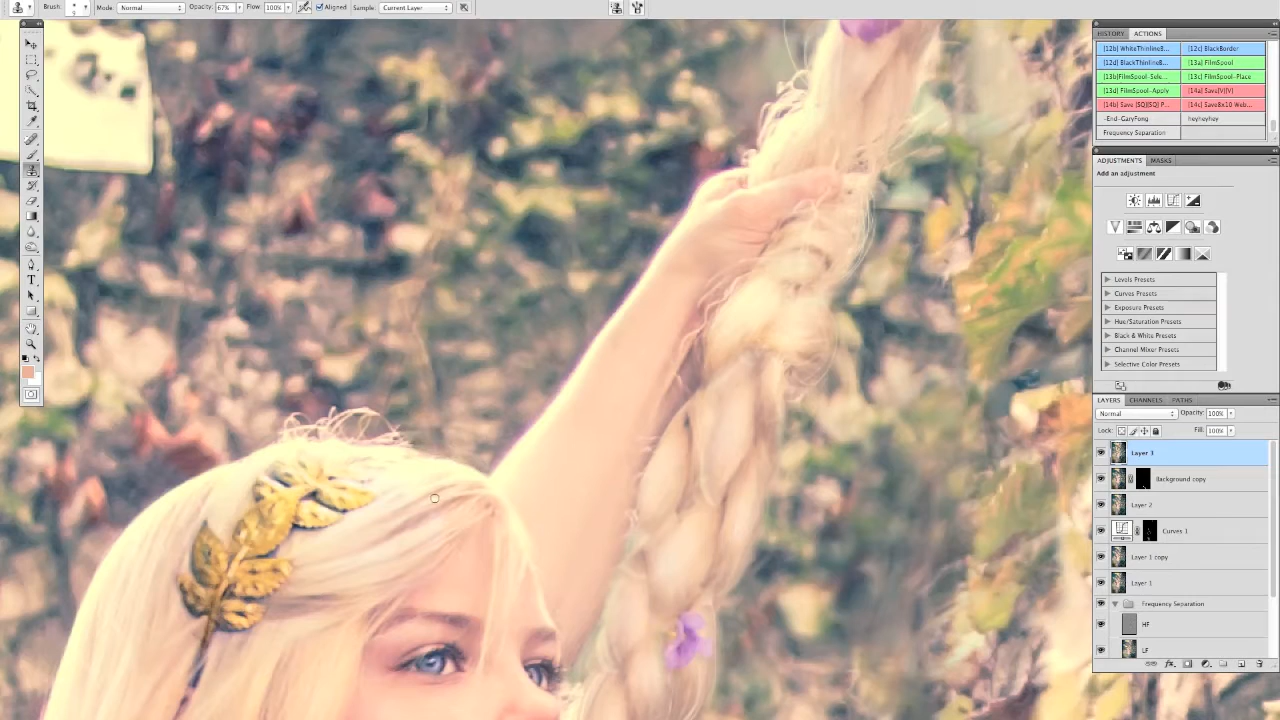 Brush: 5 Mode: Normal Opacity: 67% Flow: 100% Aligned Sample: Current Layer
HISTORY ACTIONS
[12b] WhiteThinlineB... [12c] BlackBorder
[12d] BlackThinlineB... [13a] FilmSpool
[13b]FilmSpool-Sele... [13c] FilmSpool-Place
[13d] FilmSpool-Apply [14a] Save(V)(V)
[14b] Save (SQ)(SQ) P... [14c] Save8x10 Web...
-End-GaryFong heyheyhey
Frequency Separation
ADJUSTMENTS MASKS
Add an adjustment
Levels Presets
Curves Presets
Exposure Presets
Hue/Saturation Presets
Black & White Presets
Channel Mixer Presets
Selective Color Presets
LAYERS CHANNELS PATHS
Normal Opacity: 100%
Lock: Fill: 100%
Layer 3
Background copy
Layer 2
Curves 1
Layer 1 copy
Layer 1
Frequency Separation
HF
LF